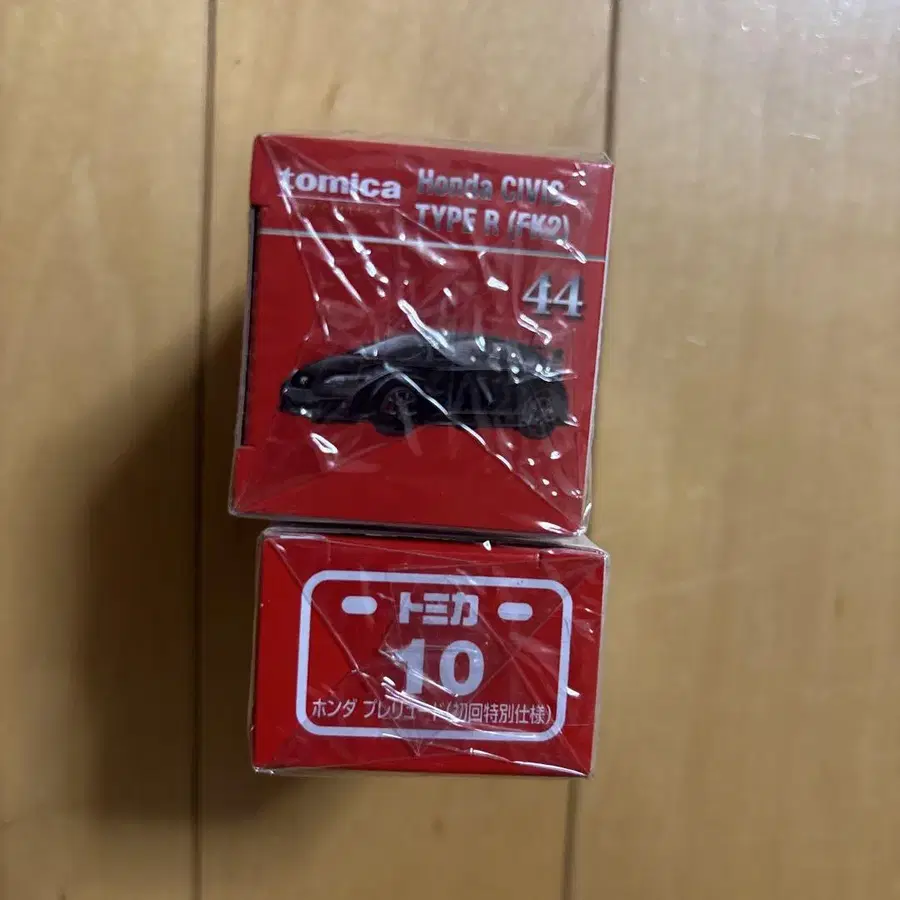 tomica
Honda CIVIC
TYPE R (FK2)
44
トミカ
10
ホンダ プレリュード(初回特別仕様)